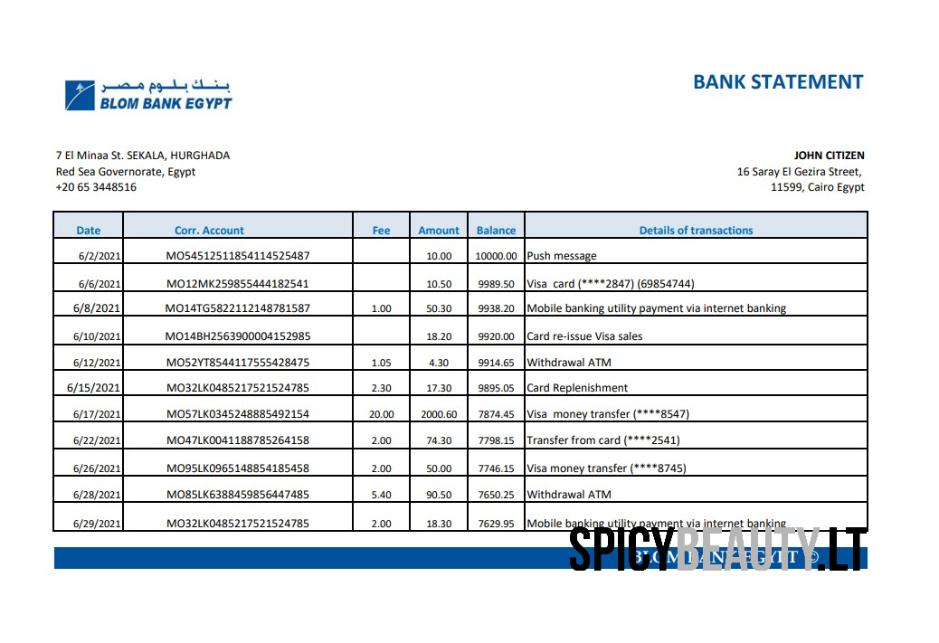 بنك بلوم مصر
BLOM BANK EGYPT
BANK STATEMENT
7 El Minaa St. SEKALA, HURGHADA
Red Sea Governorate, Egypt
+20 65 3448516
JOHN CITIZEN
16 Saray El Gezira Street,
11599, Cairo Egypt
Date Corr. Account Fee Amount Balance Details of transactions
6/2/2021 MO54512511854114525487 10.00 10000.00 Push message
6/6/2021 MO12MK259855444182541 10.50 9989.50 Visa card (****2847) (69854744)
6/8/2021 MO14TG5822112148781587 1.00 50.30 9938.20 Mobile banking utility payment via internet banking
6/10/2021 MO14BH2563900004152985 18.20 9920.00 Card re-issue Visa sales
6/12/2021 MO52YT8544117555428475 1.05 4.30 9914.65 Withdrawal ATM
6/15/2021 MO32LK0485217521524785 2.30 17.30 9895.05 Card Replenishment
6/17/2021 MO57LK0345248885492154 20.00 2000.60 7874.45 Visa money transfer (****8547)
6/22/2021 MO47LK0041188785264158 2.00 74.30 7798.15 Transfer from card (****2541)
6/26/2021 MO95LK0965148854185458 2.00 50.00 7746.15 Visa money transfer (****8745)
6/28/2021 MO85LK6388459856447485 5.40 90.50 7650.25 Withdrawal ATM
6/29/2021 MO32LK0485217521524785 2.00 18.30 7629.95 Mobile banking utility payment via internet banking
BLOM BANK EGYPT ©
SPICYBEAUTY.LT